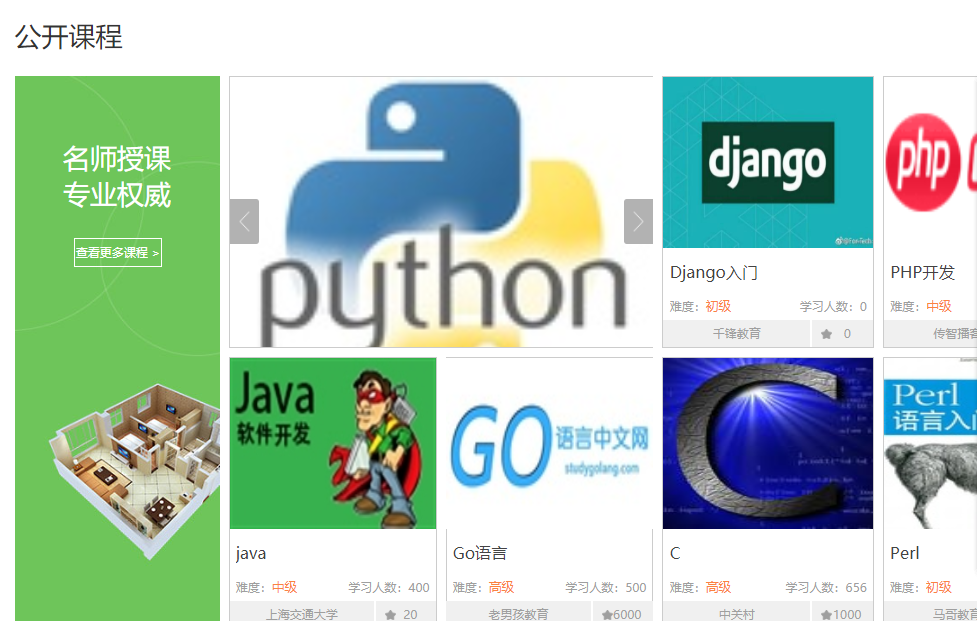 公开课程
名师授课
专业权威
查看更多课程 >
python
django
@FanTech
Django入门
难度：初级 学习人数：0
千锋教育 0
php
PHP开发
难度：中级
传智播客
Java
软件开发
java
难度：中级 学习人数：400
上海交通大学 20
GO 语言中文网
studygolang.com
Go语言
难度：高级 学习人数：500
老男孩教育 6000
C
C
难度：高级 学习人数：656
中关村 1000
Perl
语言入门
Perl
难度：初级
马哥教育